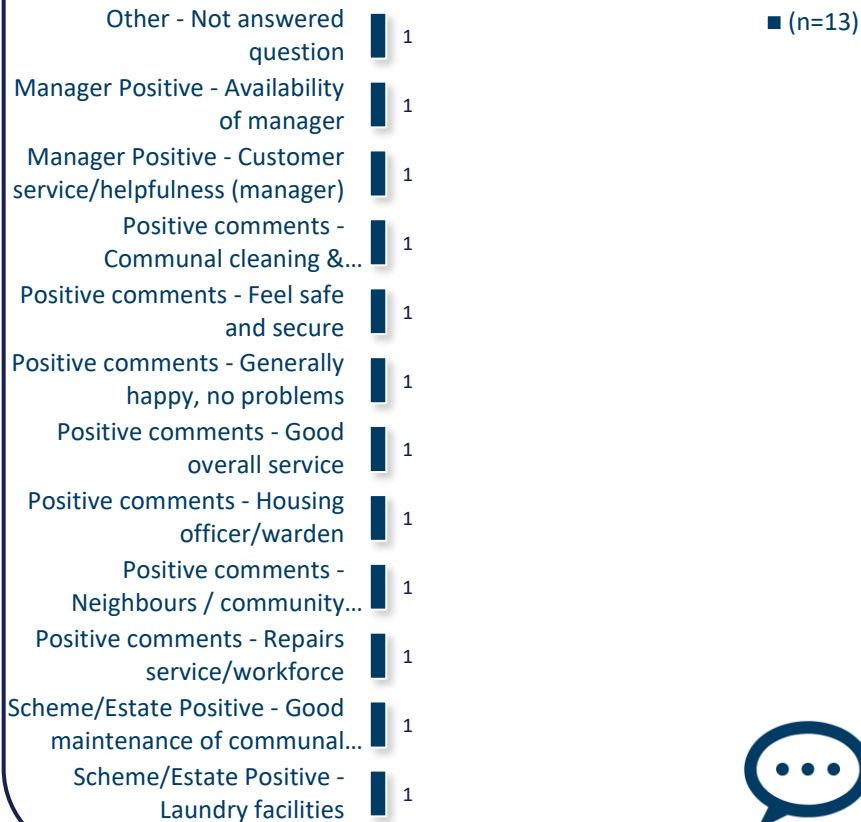 Other - Not answered
question
1
(n=13)
Manager Positive - Availability
of manager
1
Manager Positive - Customer
service/helpfulness (manager)
1
Positive comments -
Communal cleaning &...
1
Positive comments - Feel safe
and secure
1
Positive comments - Generally
happy, no problems
1
Positive comments - Good
overall service
1
Positive comments - Housing
officer/warden
1
Positive comments -
Neighbours / community...
1
Positive comments - Repairs
service/workforce
1
Scheme/Estate Positive - Good
maintenance of communal...
1
Scheme/Estate Positive -
Laundry facilities
1